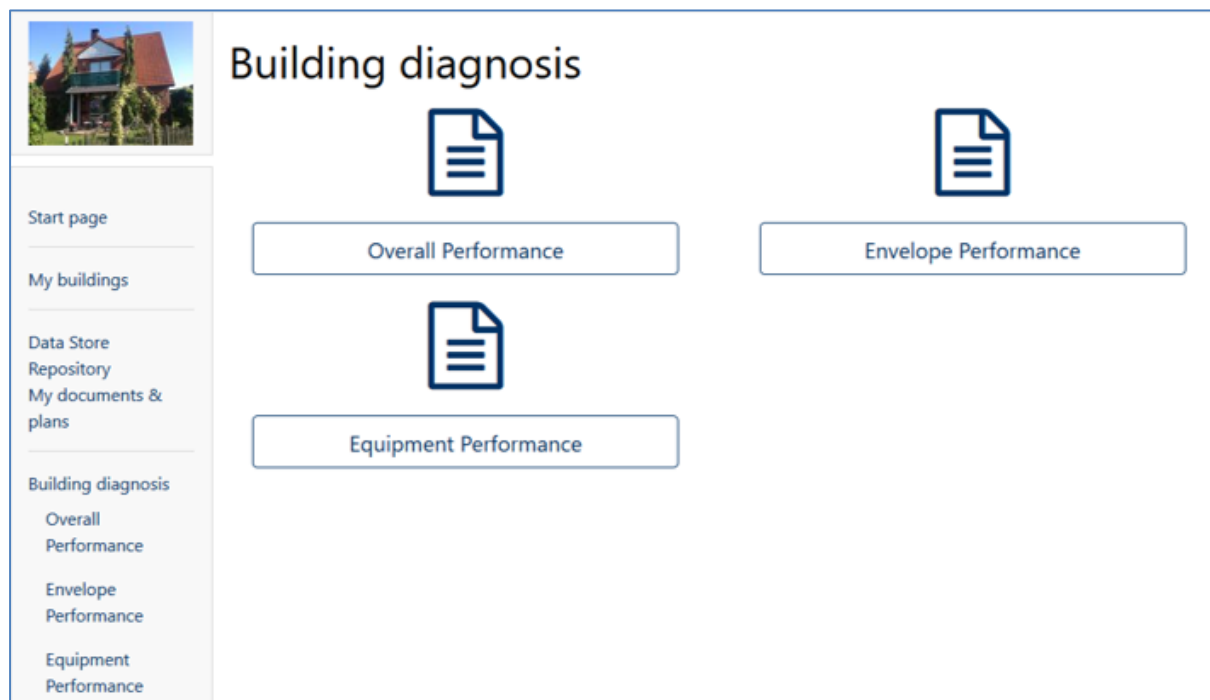 Building diagnosis
Overall Performance
Envelope Performance
Equipment Performance
Start page
My buildings
Data Store
Repository
My documents &
plans
Building diagnosis
Overall
Performance
Envelope
Performance
Equipment
Performance